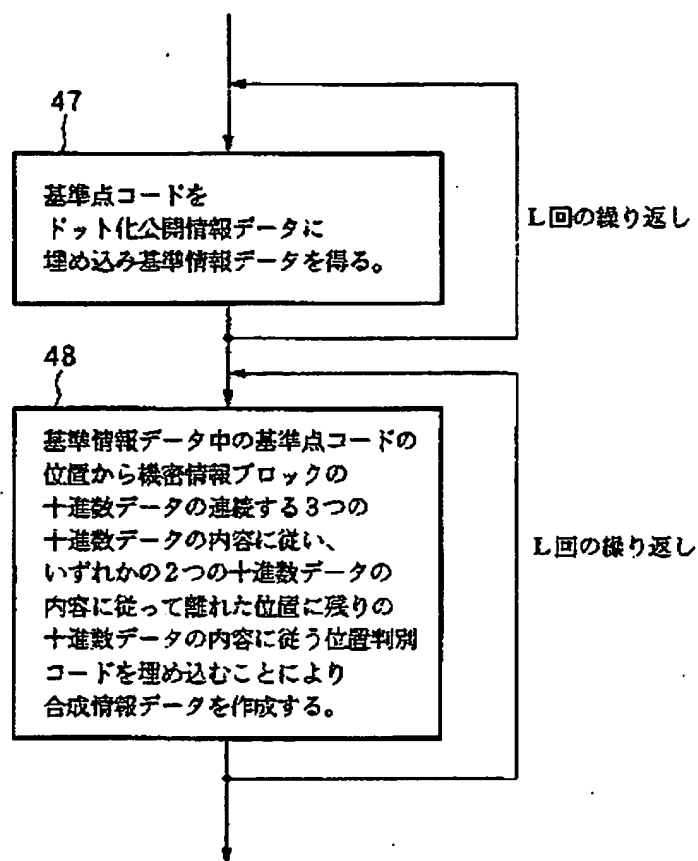 47
基準点コードを
ドット化公開情報データに
埋め込み基準情報データを得る。
L回の繰り返し
48
基準情報データ中の基準点コードの
位置から機密情報ブロックの
十進数データの連続する3つの
十進数データの内容に従い、
いずれかの2つの十進数データの
内容に従って離れた位置に残りの
十進数データの内容に従う位置判別
コードを埋め込むことにより
合成情報データを作成する。
L回の繰り返し